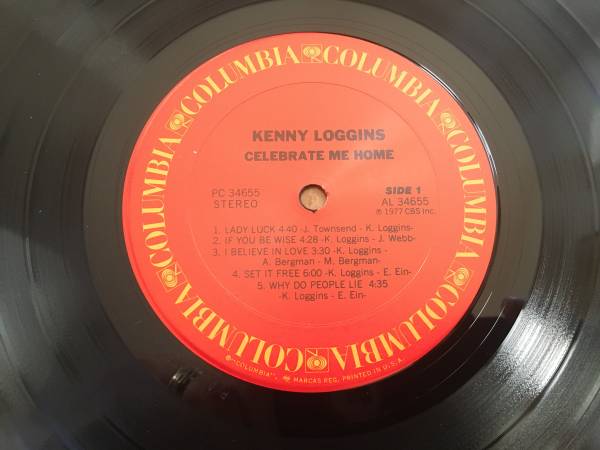 COLUMBIA COLUMBIA COLUMBIA COLUMBIA COLUMBIA COLUMBIA
KENNY LOGGINS
CELEBRATE ME HOME
PC 34655
STEREO
SIDE 1
AL 34655
℗ 1977 CBS Inc.
1. LADY LUCK 4:40 -J. Townsend - K. Loggins-
2. IF YOU BE WISE 4:28 -K. Loggins - J. Webb-
3. I BELIEVE IN LOVE 3:30 -K. Loggins -
A. Bergman - M. Bergman-
4. SET IT FREE 6:00 -K. Loggins - E. Ein-
5. WHY DO PEOPLE LIE 4:35
-K. Loggins - E. Ein-
®-"COLUMBIA", MARCAS REG. PRINTED IN U.S.A.